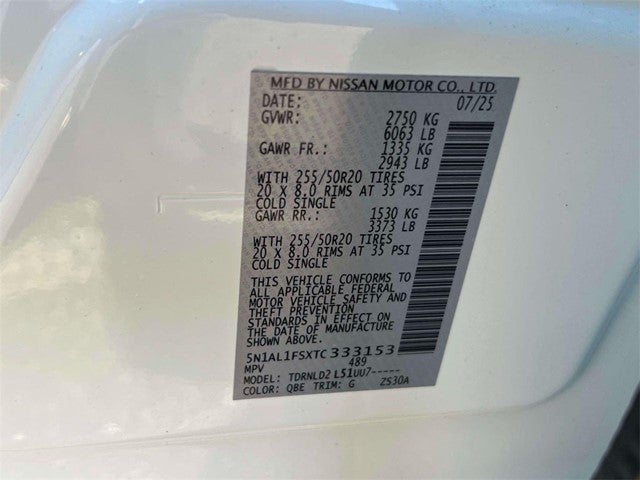 MFD BY NISSAN MOTOR CO., LTD.
DATE: 07/25
GVWR: 2750 KG
6063 LB
GAWR FR.: 1335 KG
2943 LB
WITH 255/50R20 TIRES
20 X 8.0 RIMS AT 35 PSI
COLD SINGLE
GAWR RR.: 1530 KG
3373 LB
WITH 255/50R20 TIRES
20 X 8.0 RIMS AT 35 PSI
COLD SINGLE
THIS VEHICLE CONFORMS TO
ALL APPLICABLE FEDERAL
MOTOR VEHICLE SAFETY AND
THEFT PREVENTION
STANDARDS IN EFFECT ON
THE DATE OF MANUFACTURE
SHOWN ABOVE.
5N1AL1FSXTC333153
MPV 489
MODEL: TDRNLD2 L51UU7-----
COLOR: QBE TRIM: G ZS30A